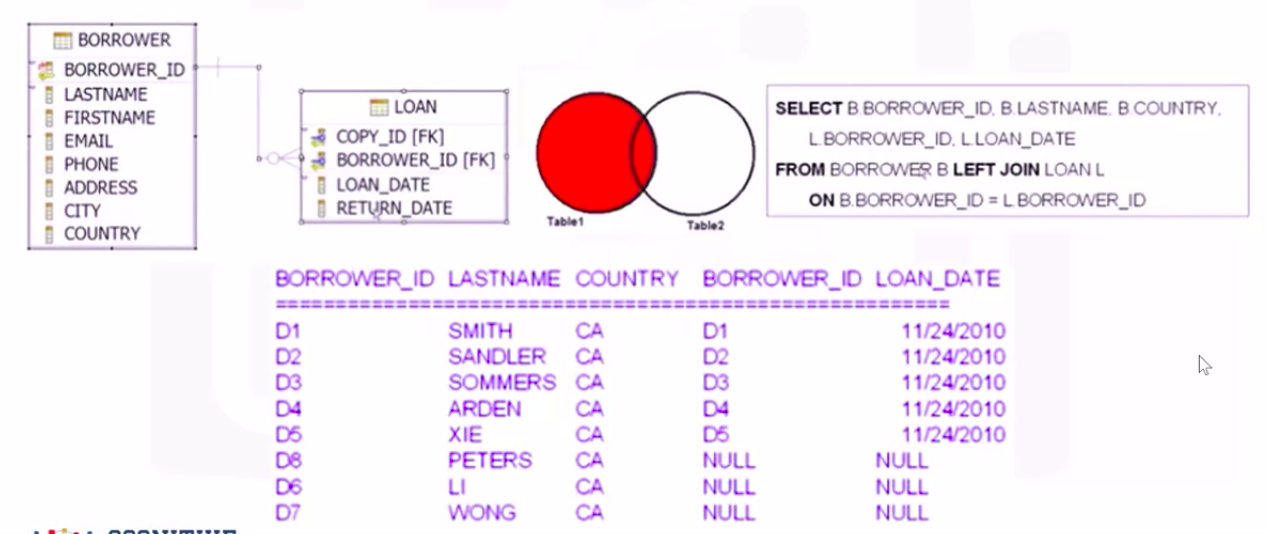 BORROWER
BORROWER_ID
LASTNAME
FIRSTNAME
EMAIL
PHONE
ADDRESS
CITY
COUNTRY
LOAN
COPY_ID [FK]
BORROWER_ID [FK]
LOAN_DATE
RETURN_DATE
Table1
Table2
SELECT B.BORROWER_ID, B.LASTNAME, B.COUNTRY,
L.BORROWER_ID, L.LOAN_DATE
FROM BORROWER B LEFT JOIN LOAN L
ON B.BORROWER_ID = L.BORROWER_ID
BORROWER_ID LASTNAME COUNTRY BORROWER_ID LOAN_DATE
D1 SMITH CA D1 11/24/2010
D2 SANDLER CA D2 11/24/2010
D3 SOMMERS CA D3 11/24/2010
D4 ARDEN CA D4 11/24/2010
D5 XIE CA D5 11/24/2010
D8 PETERS CA NULL NULL
D6 LI CA NULL NULL
D7 WONG CA NULL NULL